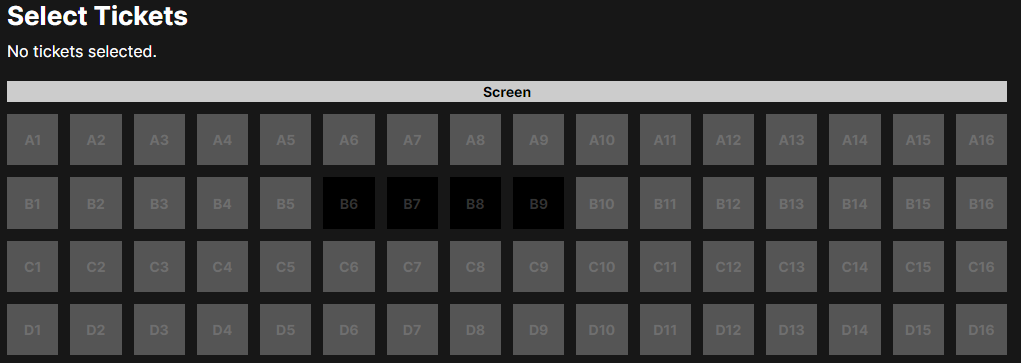 Select Tickets
No tickets selected.
Screen
A1 A2 A3 A4 A5 A6 A7 A8 A9 A10 A11 A12 A13 A14 A15 A16
B1 B2 B3 B4 B5 B6 B7 B8 B9 B10 B11 B12 B13 B14 B15 B16
C1 C2 C3 C4 C5 C6 C7 C8 C9 C10 C11 C12 C13 C14 C15 C16
D1 D2 D3 D4 D5 D6 D7 D8 D9 D10 D11 D12 D13 D14 D15 D16